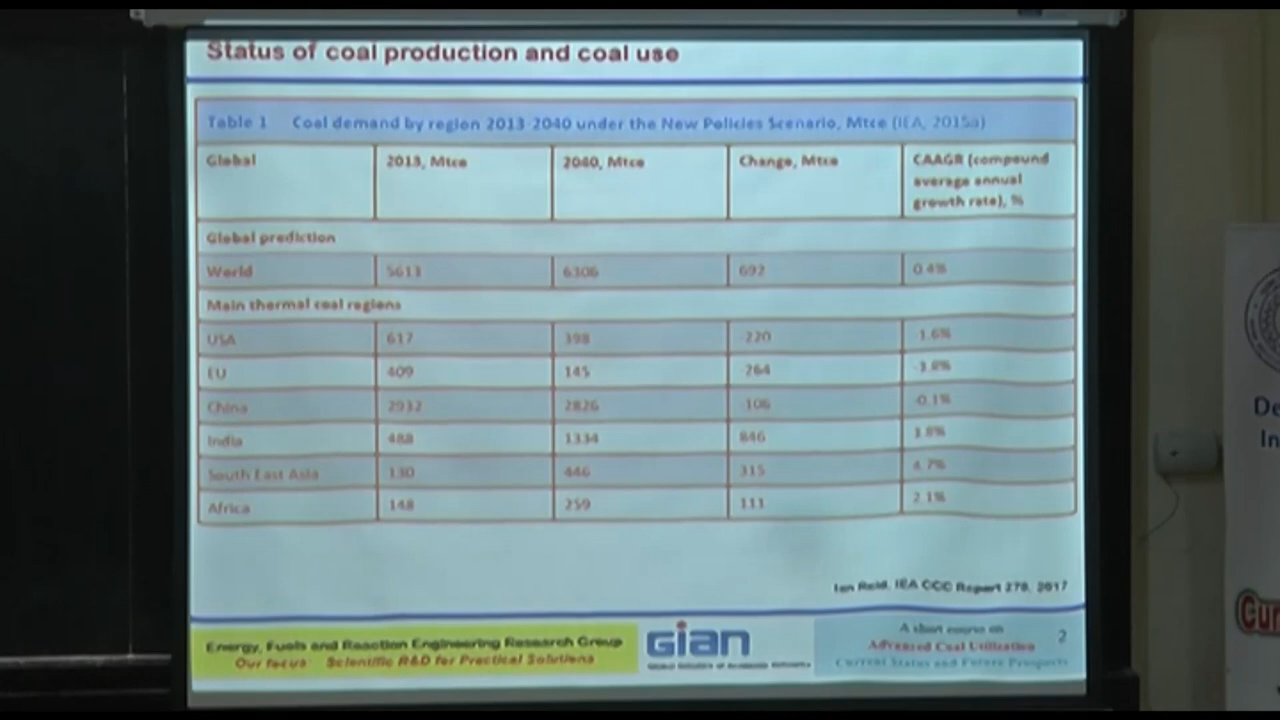 Status of coal production and coal use
Table 1 Coal demand by region 2013-2040 under the New Policies Scenario, Mtce (IEA, 2015a)
Global 2013, Mtce 2040, Mtce Change, Mtce CAAGR (compound
average annual
growth rate), %
Global prediction
World 5613 6306 692 0.4%
Main thermal coal regions
USA 617 398 220 1.6%
EU 409 145 264
China 2932 2826 106 -0.1%
India 488 1334 846
South East Asia 130 446 315 4.7%
Africa 148 259 111 2.1%
Ian Reid, IEA CCC Report 2017
Energy, Fuels and Reaction Engineering Research Group
Our focus Scientific R&D for Practical Solutions
GIAN
A short course on
Advanced Coal Utilization
Current Status and Future Prospects
2
De
In
Cur